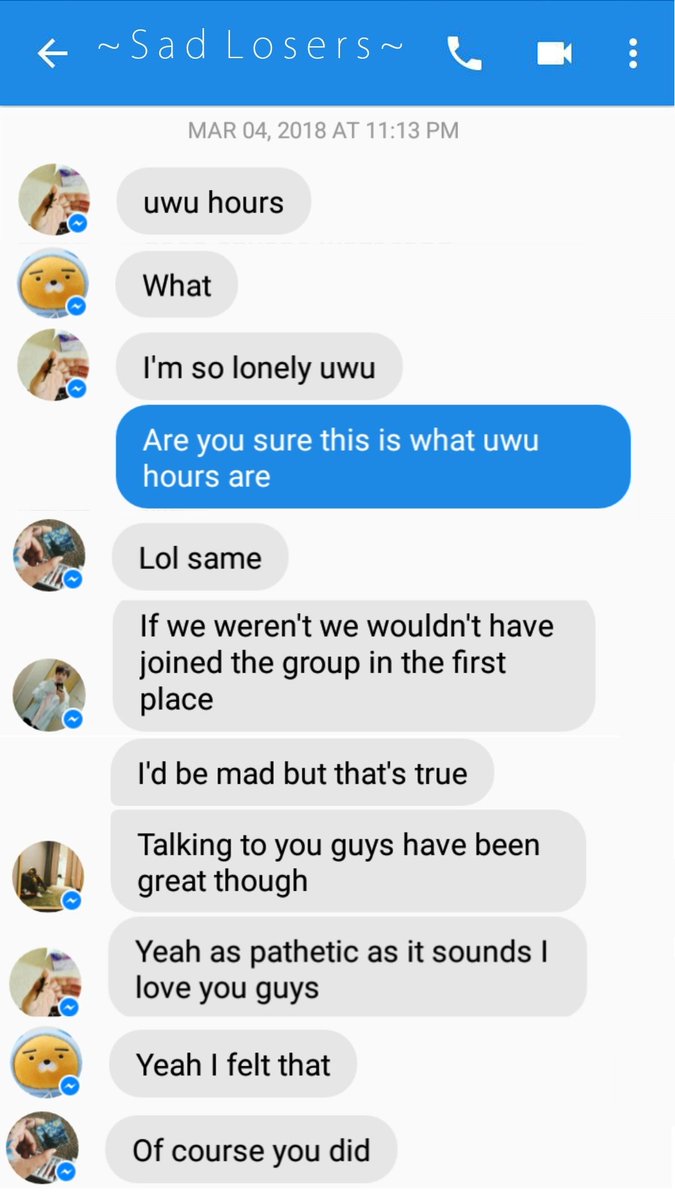 ~Sad Losers~
MAR 04, 2018 AT 11:13 PM
uwu hours
What
I'm so lonely uwu
Are you sure this is what uwu
hours are
Lol same
If we weren't we wouldn't have
joined the group in the first
place
I'd be mad but that's true
Talking to you guys have been
great though
Yeah as pathetic as it sounds I
love you guys
Yeah I felt that
Of course you did